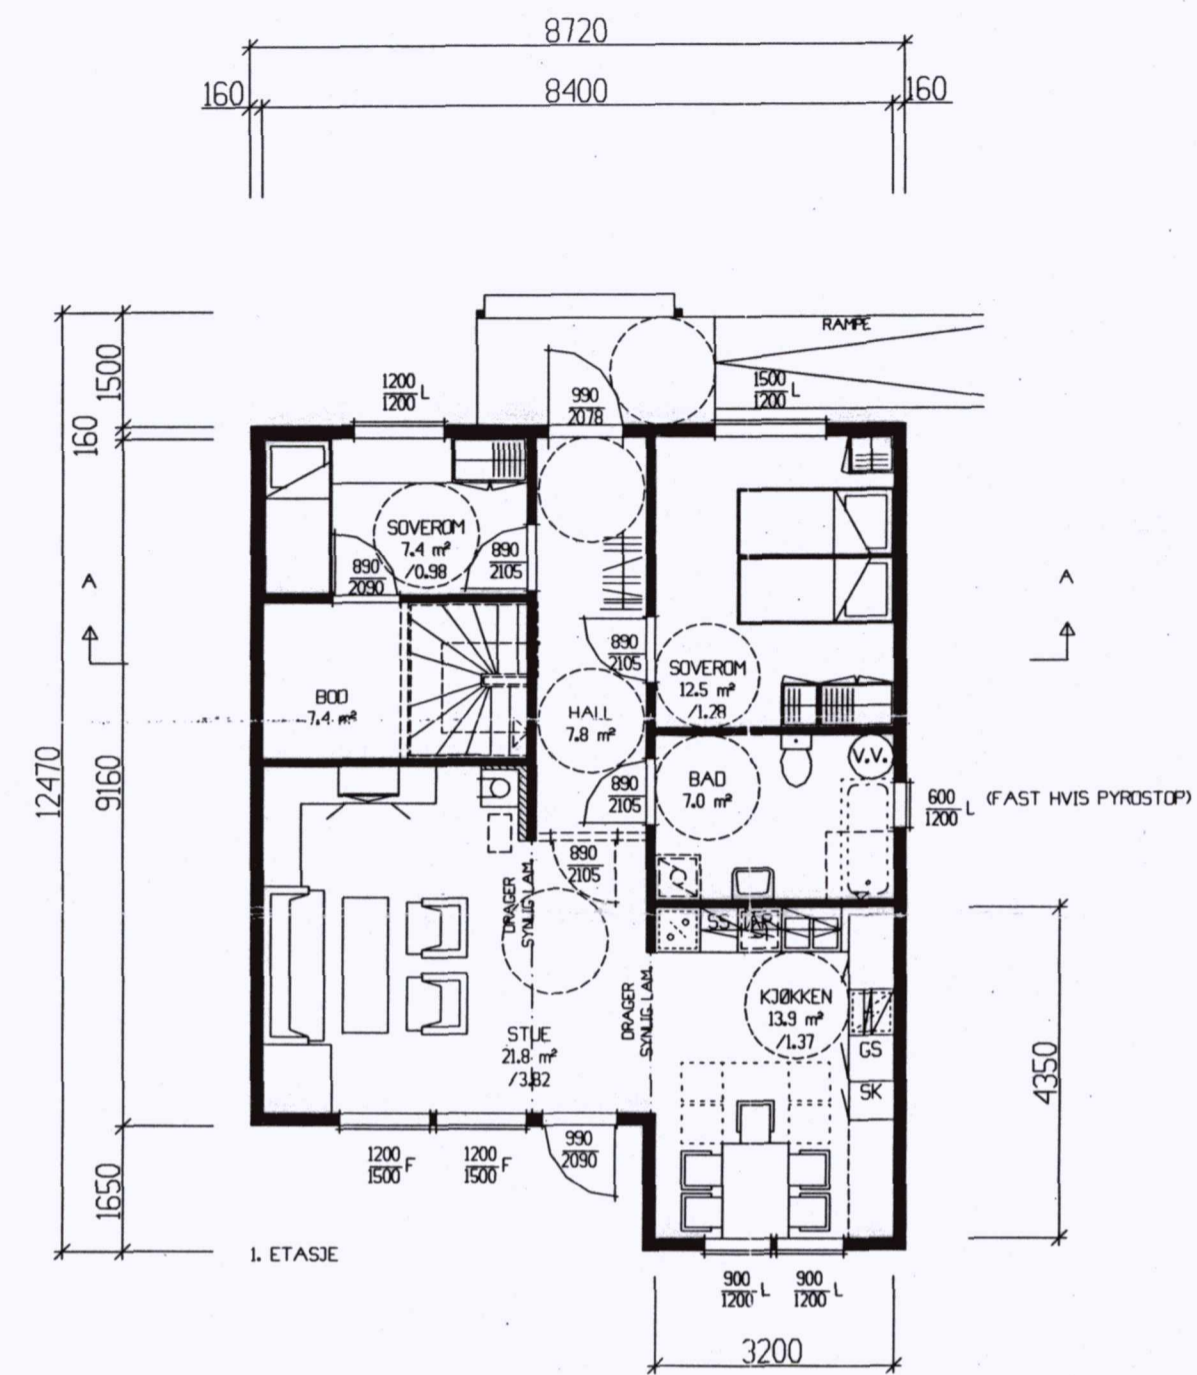 8720
160
8400
160
RAMPE
1500
160
12470
9160
1650
1200
1200 L
990
2078
1500
1200 L
SOVEROM
7.4 m²
/0.98
890
2090
890
2105
A
A
890
2105
SOVEROM
12.5 m²
/1.28
BOD
7.4 m²
HALL
7.8 m²
V.V.
BAD
7.0 m²
890
2105
600
1200 L
(FAST HVIS PYROSTOP)
890
2105
DRAGER
SYNLIG LAM.
SS
KJØKKEN
13.9 m²
/1.37
DRAGER
SYNLIG LAM.
STUE
21.8 m²
/3.82
GS
SK
4350
1200
1500 F
1200
1500 F
990
2090
1. ETASJE
900
1200 L
900
1200 L
3200